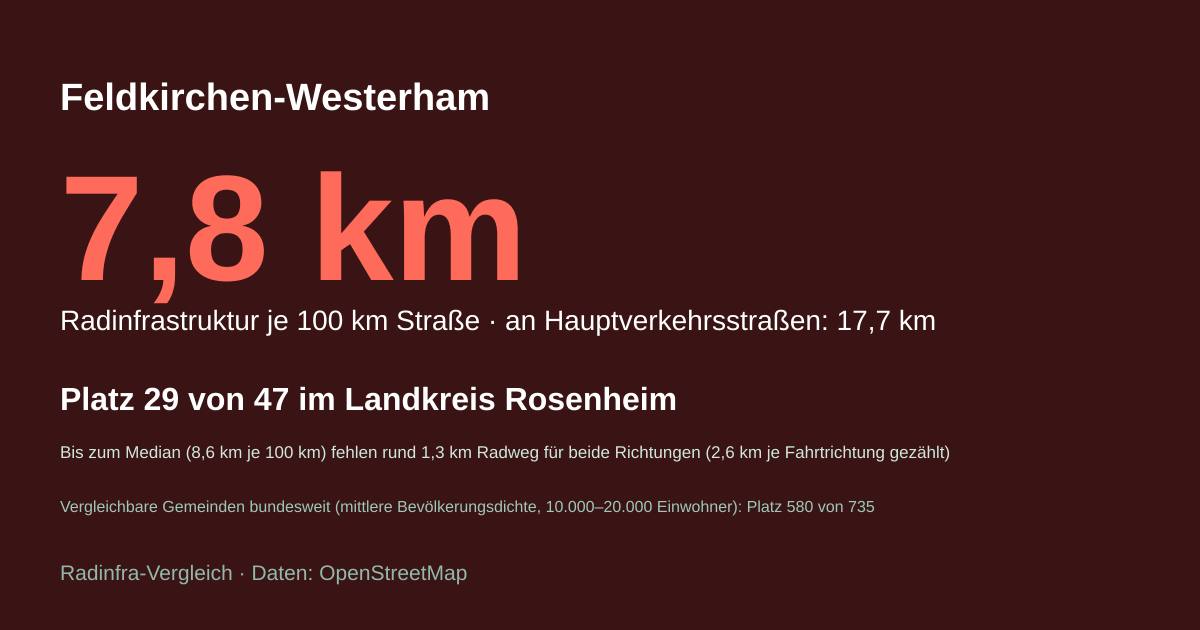 Feldkirchen-Westerham
7,8 km
Radinfrastruktur je 100 km Straße · an Hauptverkehrsstraßen: 17,7 km
Platz 29 von 47 im Landkreis Rosenheim
Bis zum Median (8,6 km je 100 km) fehlen rund 1,3 km Radweg für beide Richtungen (2,6 km je Fahrtrichtung gezählt)
Vergleichbare Gemeinden bundesweit (mittlere Bevölkerungsdichte, 10.000–20.000 Einwohner): Platz 580 von 735
Radinfra-Vergleich · Daten: OpenStreetMap